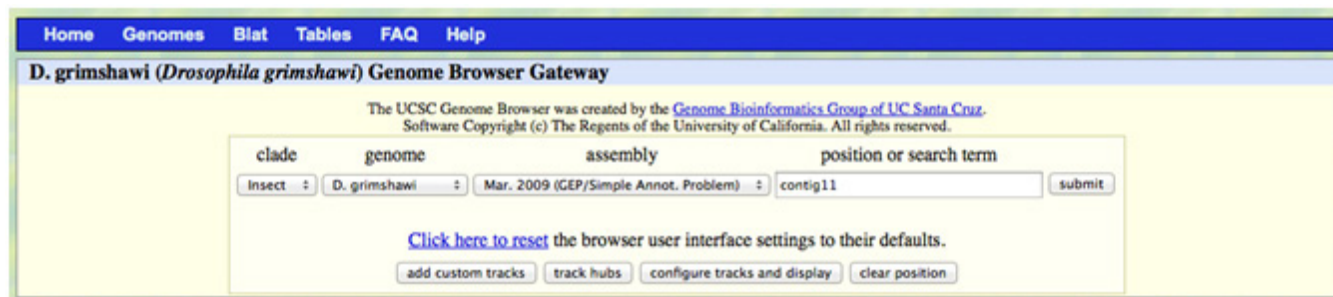 Home Genomes Blat Tables FAQ Help
D. grimshawi (Drosophila grimshawi) Genome Browser Gateway
The UCSC Genome Browser was created by the Genome Bioinformatics Group of UC Santa Cruz.
Software Copyright (c) The Regents of the University of California. All rights reserved.
clade genome assembly position or search term
Insect D. grimshawi Mar. 2009 (GEP/Simple Annot. Problem) contig11 submit
Click here to reset the browser user interface settings to their defaults.
add custom tracks track hubs configure tracks and display clear position